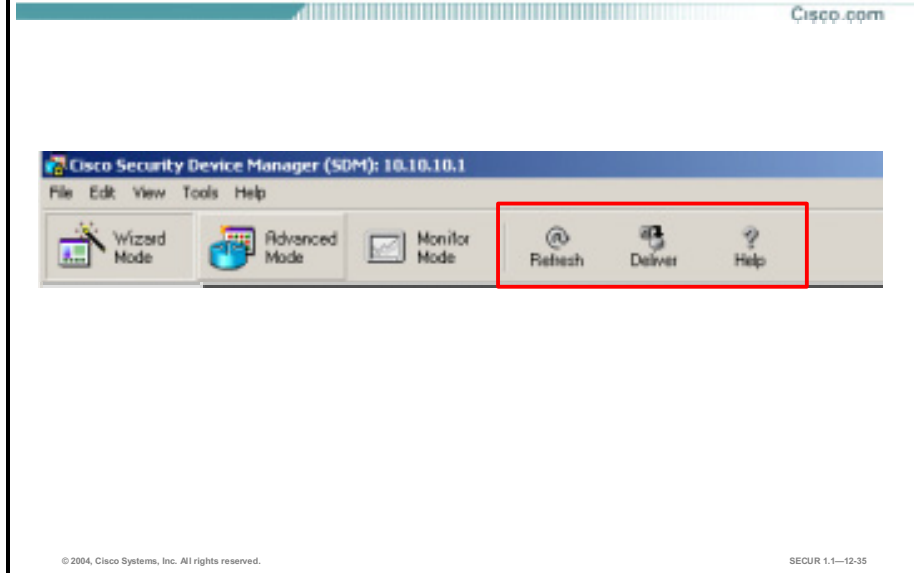 Cisco.com
Cisco Security Device Manager (SDM): 10.10.10.1
File Edit View Tools Help
Wizard Mode
Advanced Mode
Monitor Mode
Refresh
Deliver
Help
© 2004, Cisco Systems, Inc. All rights reserved.
SECUR 1.1—12-35